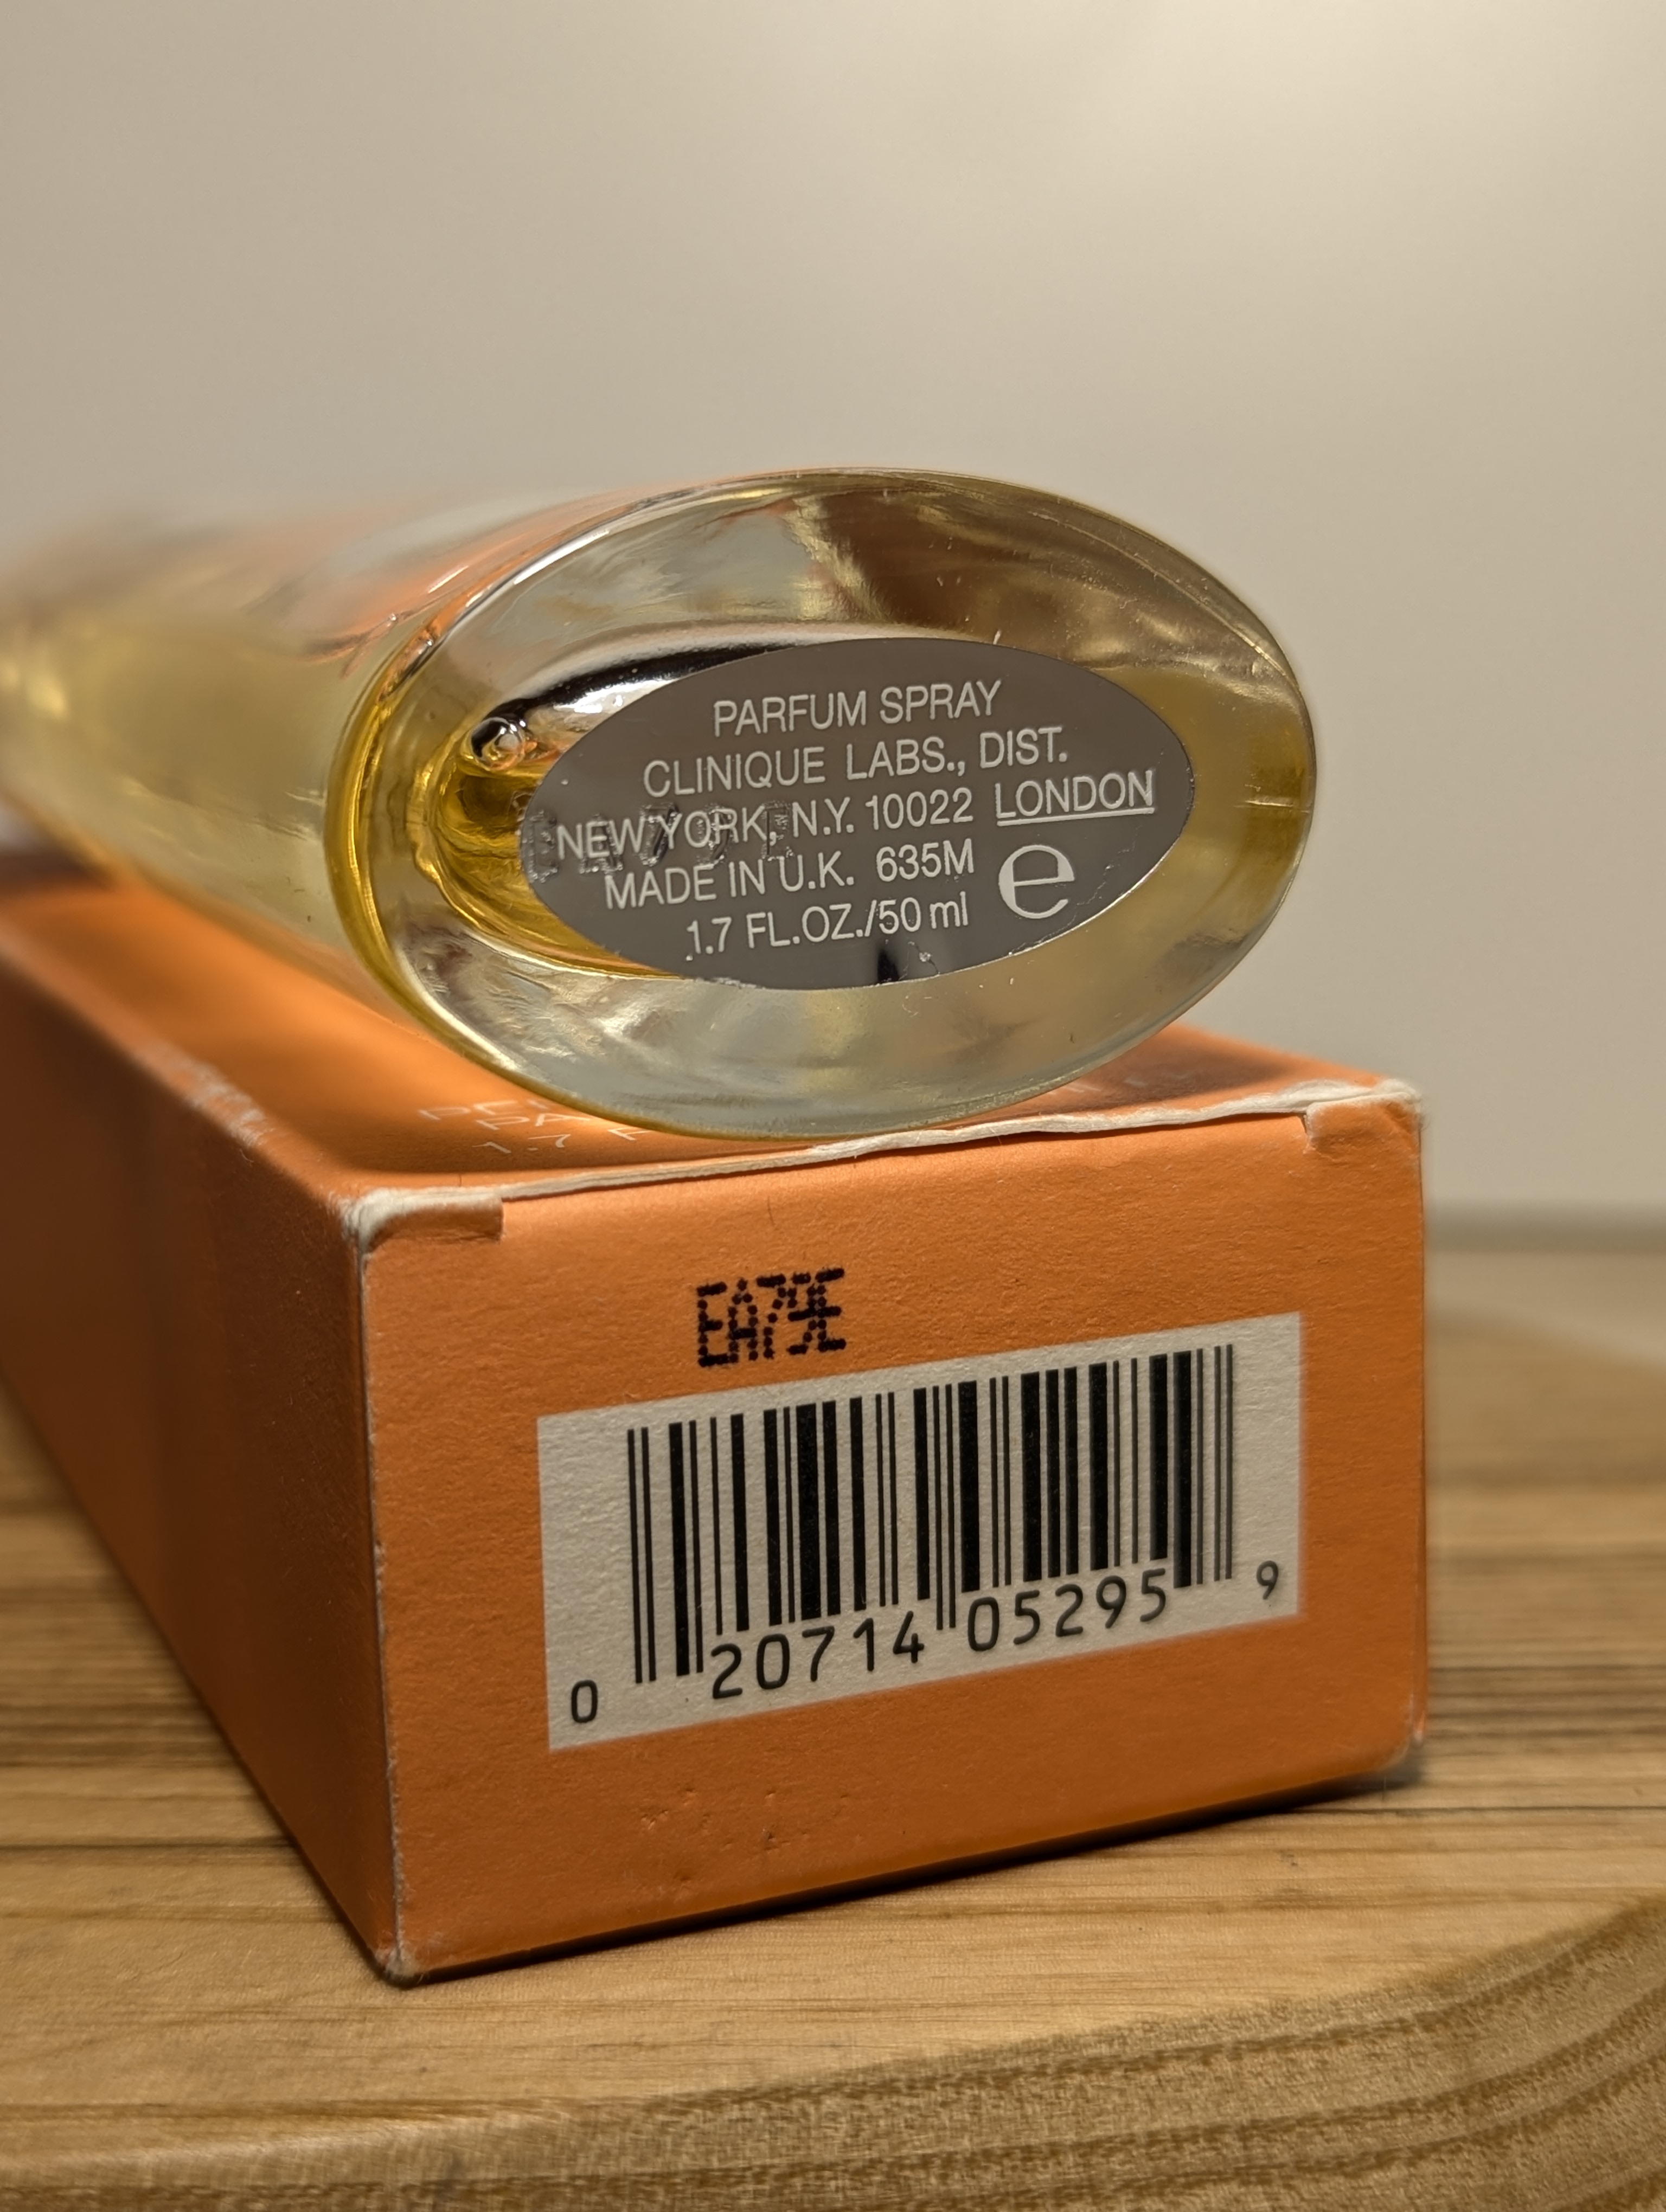 PARFUM SPRAY
CLINIQUE LABS., DIST.
NEW YORK, N.Y. 10022 LONDON
MADE IN U.K. 635M
1.7 FL.OZ./50 ml e
EA79E
0 20714 05295 9